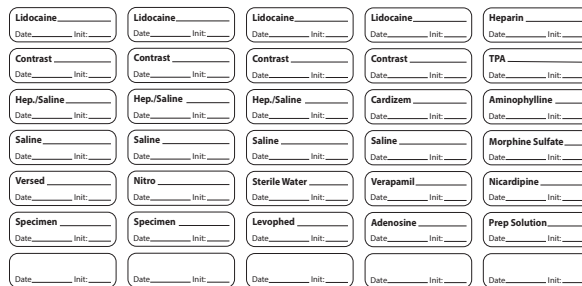 Lidocaine Lidocaine Lidocaine Lidocaine Heparin
Date Init: Date Init: Date Init: Date Init: Date Init:
Contrast Contrast Contrast Contrast TPA
Date Init: Date Init: Date Init: Date Init: Date Init:
Hep./Saline Hep./Saline Hep./Saline Cardizem Aminophylline
Date Init: Date Init: Date Init: Date Init: Date Init:
Saline Saline Saline Saline Morphine Sulfate
Date Init: Date Init: Date Init: Date Init: Date Init:
Versed Nitro Sterile Water Verapamil Nicardipine
Date Init: Date Init: Date Init: Date Init: Date Init:
Specimen Specimen Levophed Adenosine Prep Solution
Date Init: Date Init: Date Init: Date Init: Date Init:
Date Init: Date Init: Date Init: Date Init: Date Init: